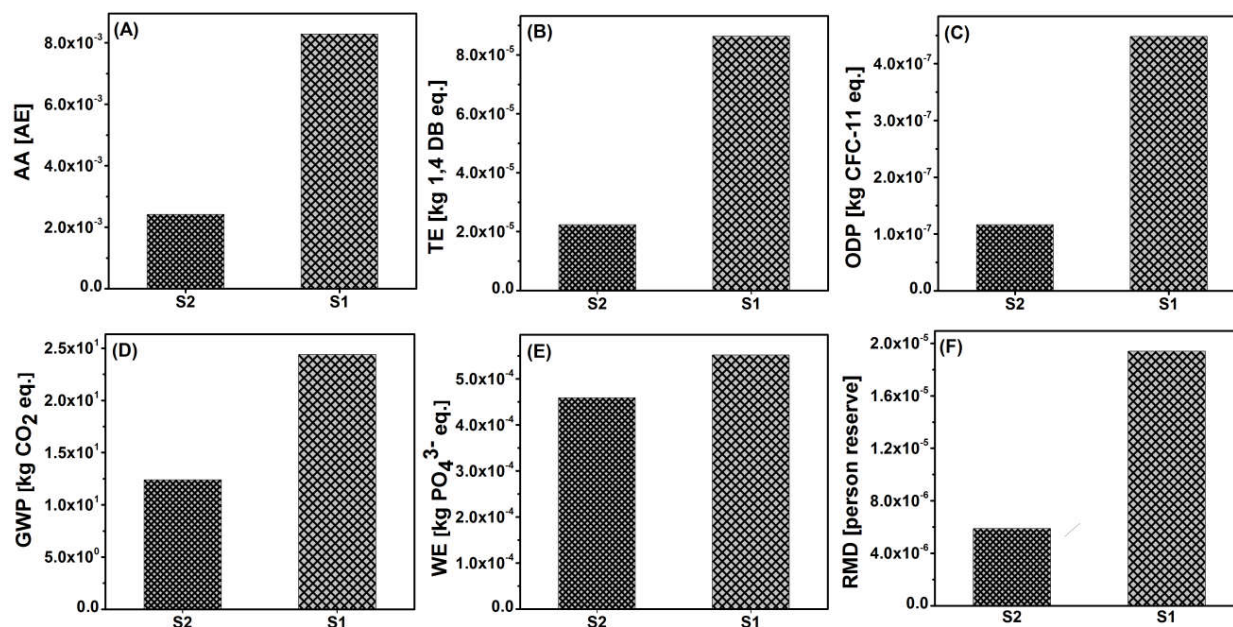 (A)
AA [AE]
8.0x10⁻³
6.0x10⁻³
4.0x10⁻³
2.0x10⁻³
0.0
S2 S1
(B)
TE [kg 1,4 DB eq.]
8.0x10⁻⁵
6.0x10⁻⁵
4.0x10⁻⁵
2.0x10⁻⁵
0.0
S2 S1
(C)
ODP [kg CFC-11 eq.]
4.0x10⁻⁷
3.0x10⁻⁷
2.0x10⁻⁷
1.0x10⁻⁷
0.0
S2 S1
(D)
GWP [kg CO₂ eq.]
2.5x10¹
2.0x10¹
1.5x10¹
1.0x10¹
5.0x10⁰
0.0
S2 S1
(E)
WE [kg PO₄³⁻ eq.]
5.0x10⁻⁴
4.0x10⁻⁴
3.0x10⁻⁴
2.0x10⁻⁴
1.0x10⁻⁴
0.0
S2 S1
(F)
RMD [person reserve]
2.0x10⁻⁵
1.6x10⁻⁵
1.2x10⁻⁵
8.0x10⁻⁶
4.0x10⁻⁶
0.0
S2 S1